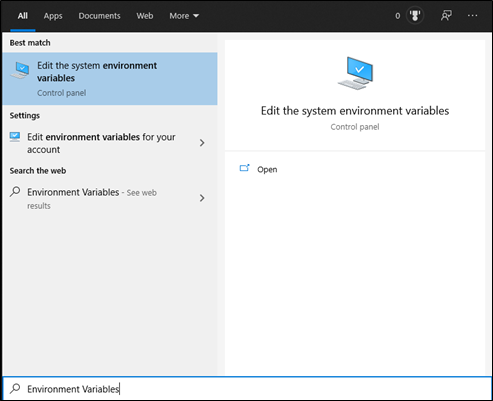 All Apps Documents Web More 0 ...
Best match
Edit the system environment
variables
Control panel
Settings
Edit environment variables for your
account
Search the web
Environment Variables - See web
results
Edit the system environment variables
Control panel
Open
Environment Variables